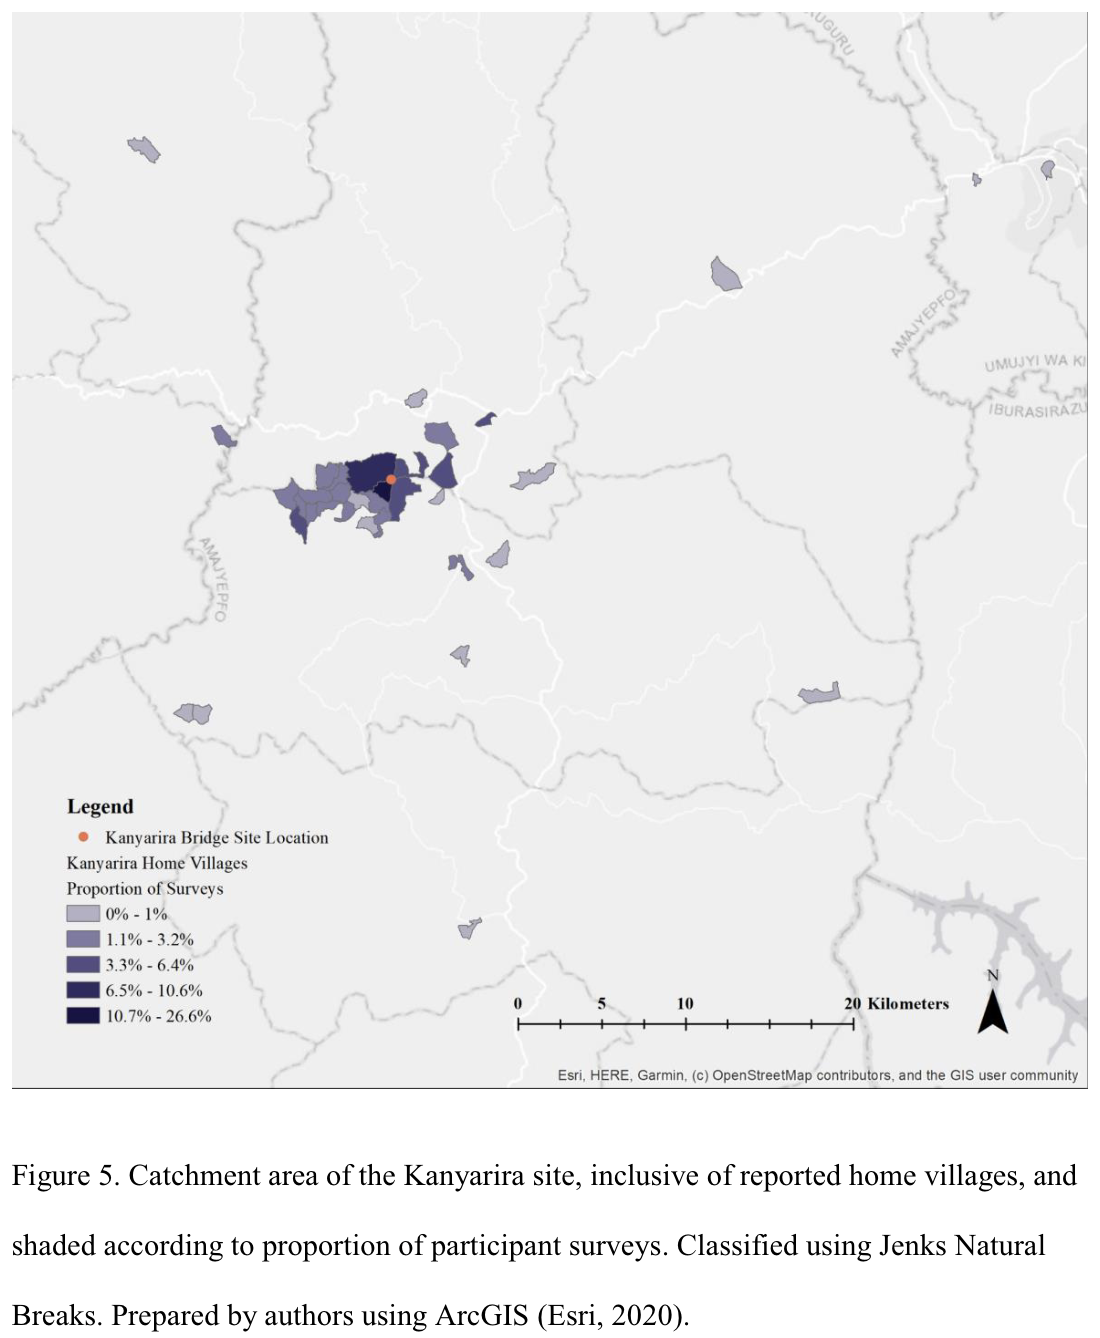 AUGURU
AMAJYEPFO
UMUJYI WA KI
IBURASIRAZU
AMAJYEPFO
Legend
Kanyarira Bridge Site Location
Kanyarira Home Villages
Proportion of Surveys
0% - 1%
1.1% - 3.2%
3.3% - 6.4%
6.5% - 10.6%
10.7% - 26.6%
0 5 10 20 Kilometers
N
Esri, HERE, Garmin, (c) OpenStreetMap contributors, and the GIS user community
Figure 5. Catchment area of the Kanyarira site, inclusive of reported home villages, and
shaded according to proportion of participant surveys. Classified using Jenks Natural
Breaks. Prepared by authors using ArcGIS (Esri, 2020).